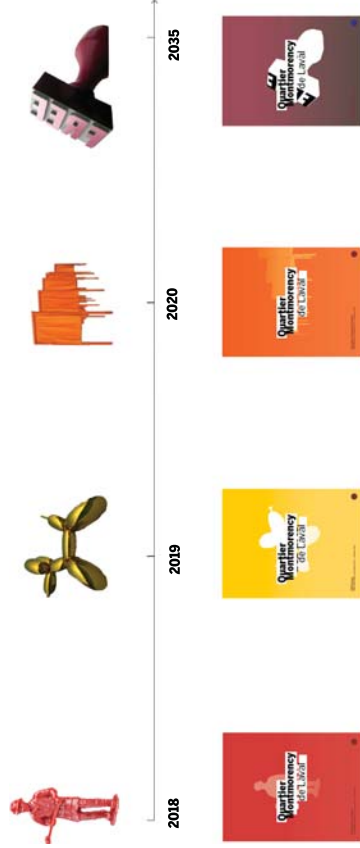 2018
2019
2020
2035
Quartier
Montmorency
de Laval
Quartier
Montmorency
de Laval
Quartier
Montmorency
de Laval
Quartier
Montmorency
de Laval